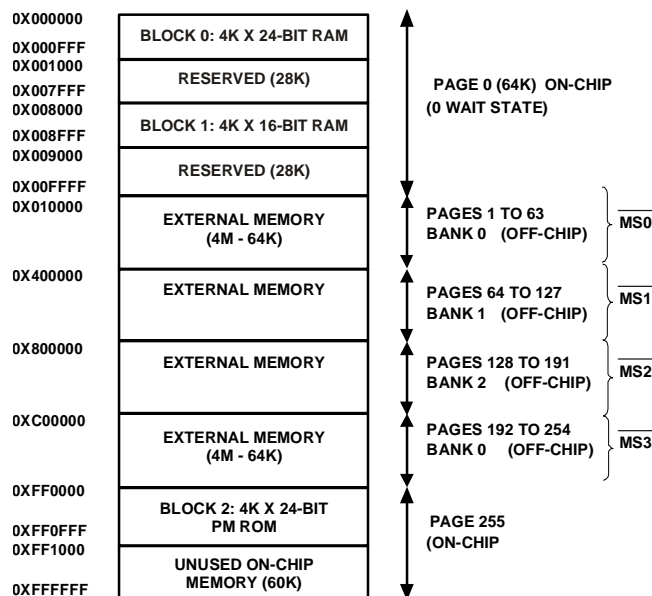 0X000000
BLOCK 0: 4K X 24-BIT RAM
0X000FFF
0X001000
RESERVED (28K)
0X007FFF
0X008000
BLOCK 1: 4K X 16-BIT RAM
0X008FFF
0X009000
RESERVED (28K)
0X00FFFF
PAGE 0 (64K) ON-CHIP
(0 WAIT STATE)
0X010000
EXTERNAL MEMORY
(4M - 64K)
PAGES 1 TO 63
BANK 0 (OFF-CHIP)
MS0
0X400000
EXTERNAL MEMORY
PAGES 64 TO 127
BANK 1 (OFF-CHIP)
MS1
0X800000
EXTERNAL MEMORY
PAGES 128 TO 191
BANK 2 (OFF-CHIP)
MS2
0XC00000
EXTERNAL MEMORY
(4M - 64K)
PAGES 192 TO 254
BANK 0 (OFF-CHIP)
MS3
0XFF0000
BLOCK 2: 4K X 24-BIT
PM ROM
0XFF0FFF
0XFF1000
UNUSED ON-CHIP
MEMORY (60K)
0XFFFFFF
PAGE 255
(ON-CHIP